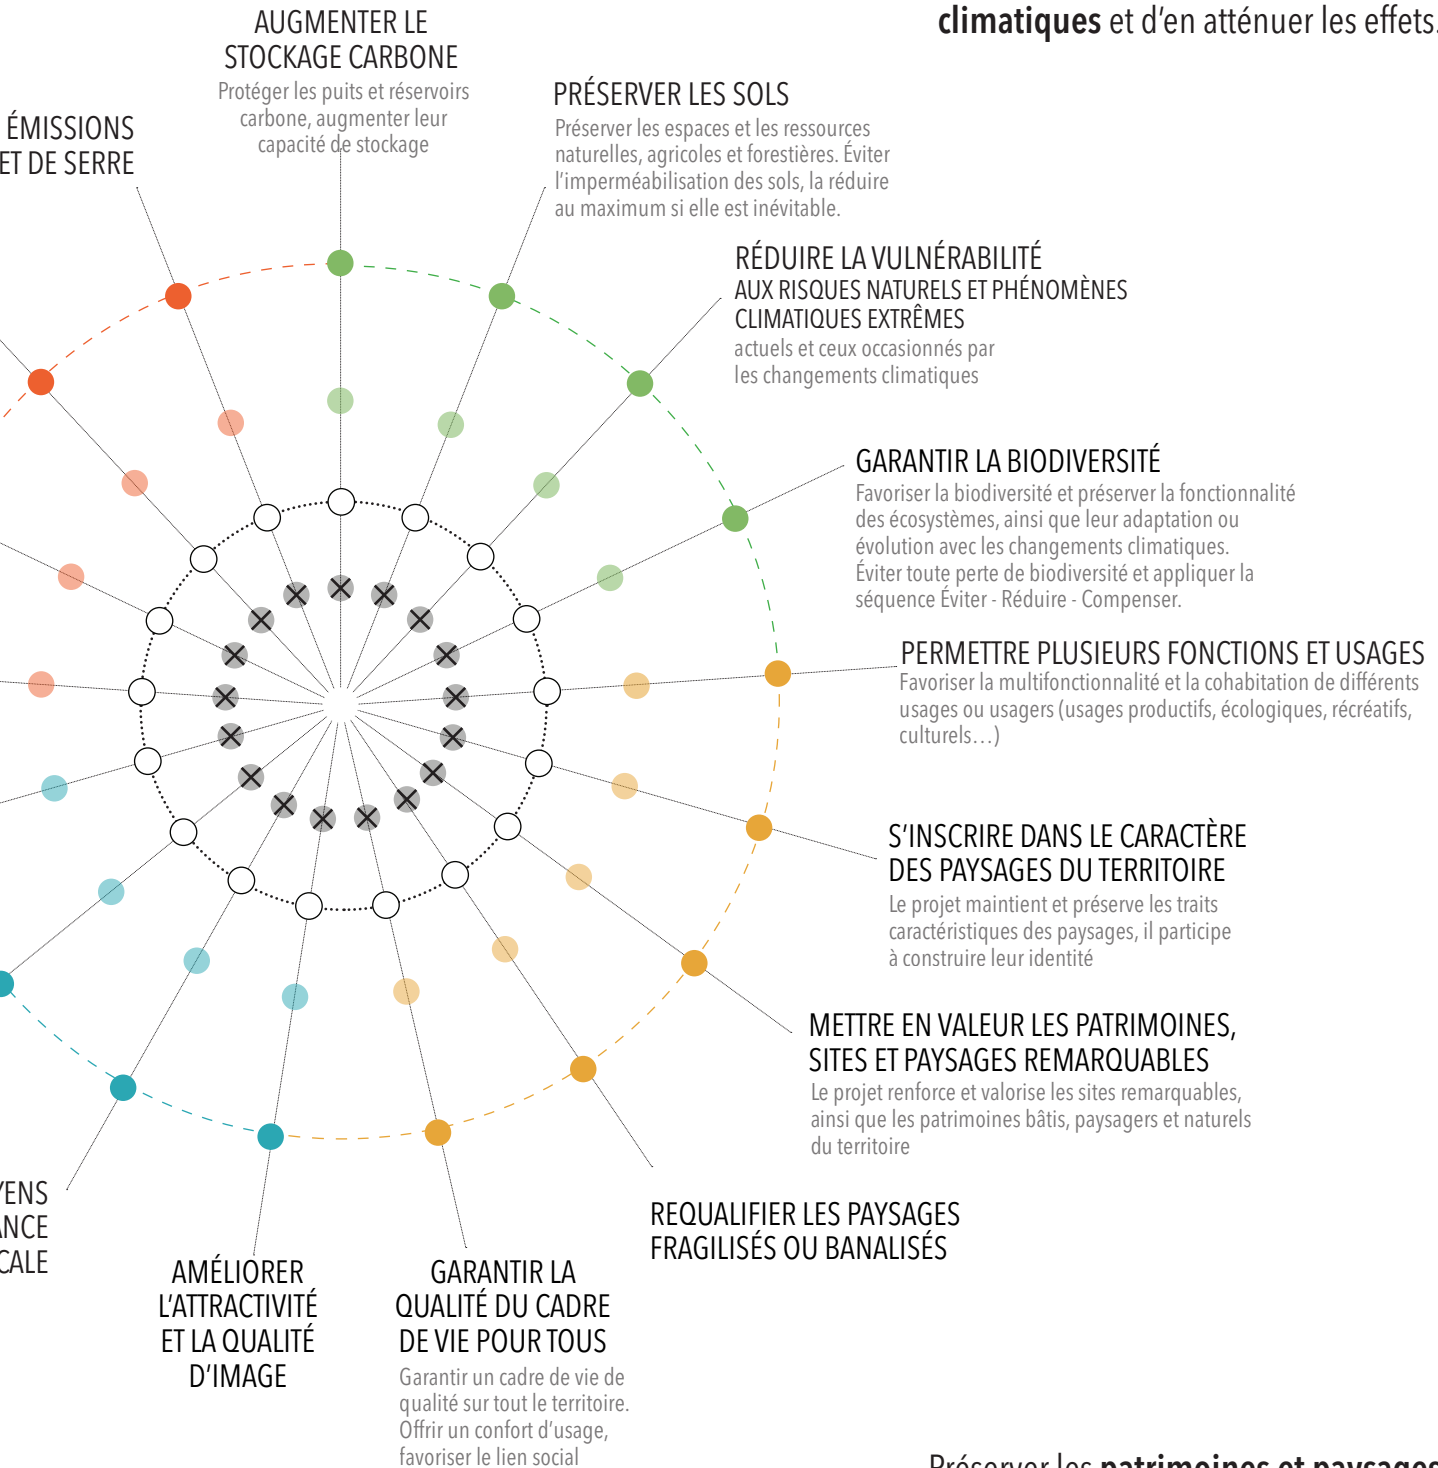 climatiques et d'en atténuer les effets.
AUGMENTER LE
STOCKAGE CARBONE
Protéger les puits et réservoirs
carbone, augmenter leur
capacité de stockage
ÉMISSIONS
ET DE SERRE
PRÉSERVER LES SOLS
Préserver les espaces et les ressources
naturelles, agricoles et forestières. Éviter
l'imperméabilisation des sols, la réduire
au maximum si elle est inévitable.
RÉDUIRE LA VULNÉRABILITÉ
AUX RISQUES NATURELS ET PHÉNOMÈNES
CLIMATIQUES EXTRÊMES
actuels et ceux occasionnés par
les changements climatiques
GARANTIR LA BIODIVERSITÉ
Favoriser la biodiversité et préserver la fonctionnalité
des écosystèmes, ainsi que leur adaptation ou
évolution avec les changements climatiques.
Éviter toute perte de biodiversité et appliquer la
séquence Éviter - Réduire - Compenser.
PERMETTRE PLUSIEURS FONCTIONS ET USAGES
Favoriser la multifonctionnalité et la cohabitation de différents
usages ou usagers (usages productifs, écologiques, récréatifs,
culturels…)
S'INSCRIRE DANS LE CARACTÈRE
DES PAYSAGES DU TERRITOIRE
Le projet maintient et préserve les traits
caractéristiques des paysages, il participe
à construire leur identité
METTRE EN VALEUR LES PATRIMOINES,
SITES ET PAYSAGES REMARQUABLES
Le projet renforce et valorise les sites remarquables,
ainsi que les patrimoines bâtis, paysagers et naturels
du territoire
REQUALIFIER LES PAYSAGES
FRAGILISÉS OU BANALISÉS
GARANTIR LA
QUALITÉ DU CADRE
DE VIE POUR TOUS
Garantir un cadre de vie de
qualité sur tout le territoire.
Offrir un confort d'usage,
favoriser le lien social
AMÉLIORER
L'ATTRACTIVITÉ
ET LA QUALITÉ
D'IMAGE
YENS
ANCE
CALE
Préserver les patrimoines et paysages